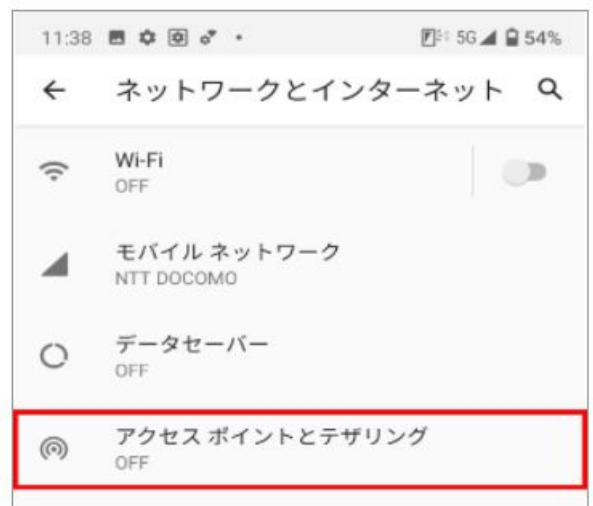 11:38 5G 54%
ネットワークとインターネット
Wi-Fi
OFF
モバイル ネットワーク
NTT DOCOMO
データセーバー
OFF
アクセス ポイントとテザリング
OFF